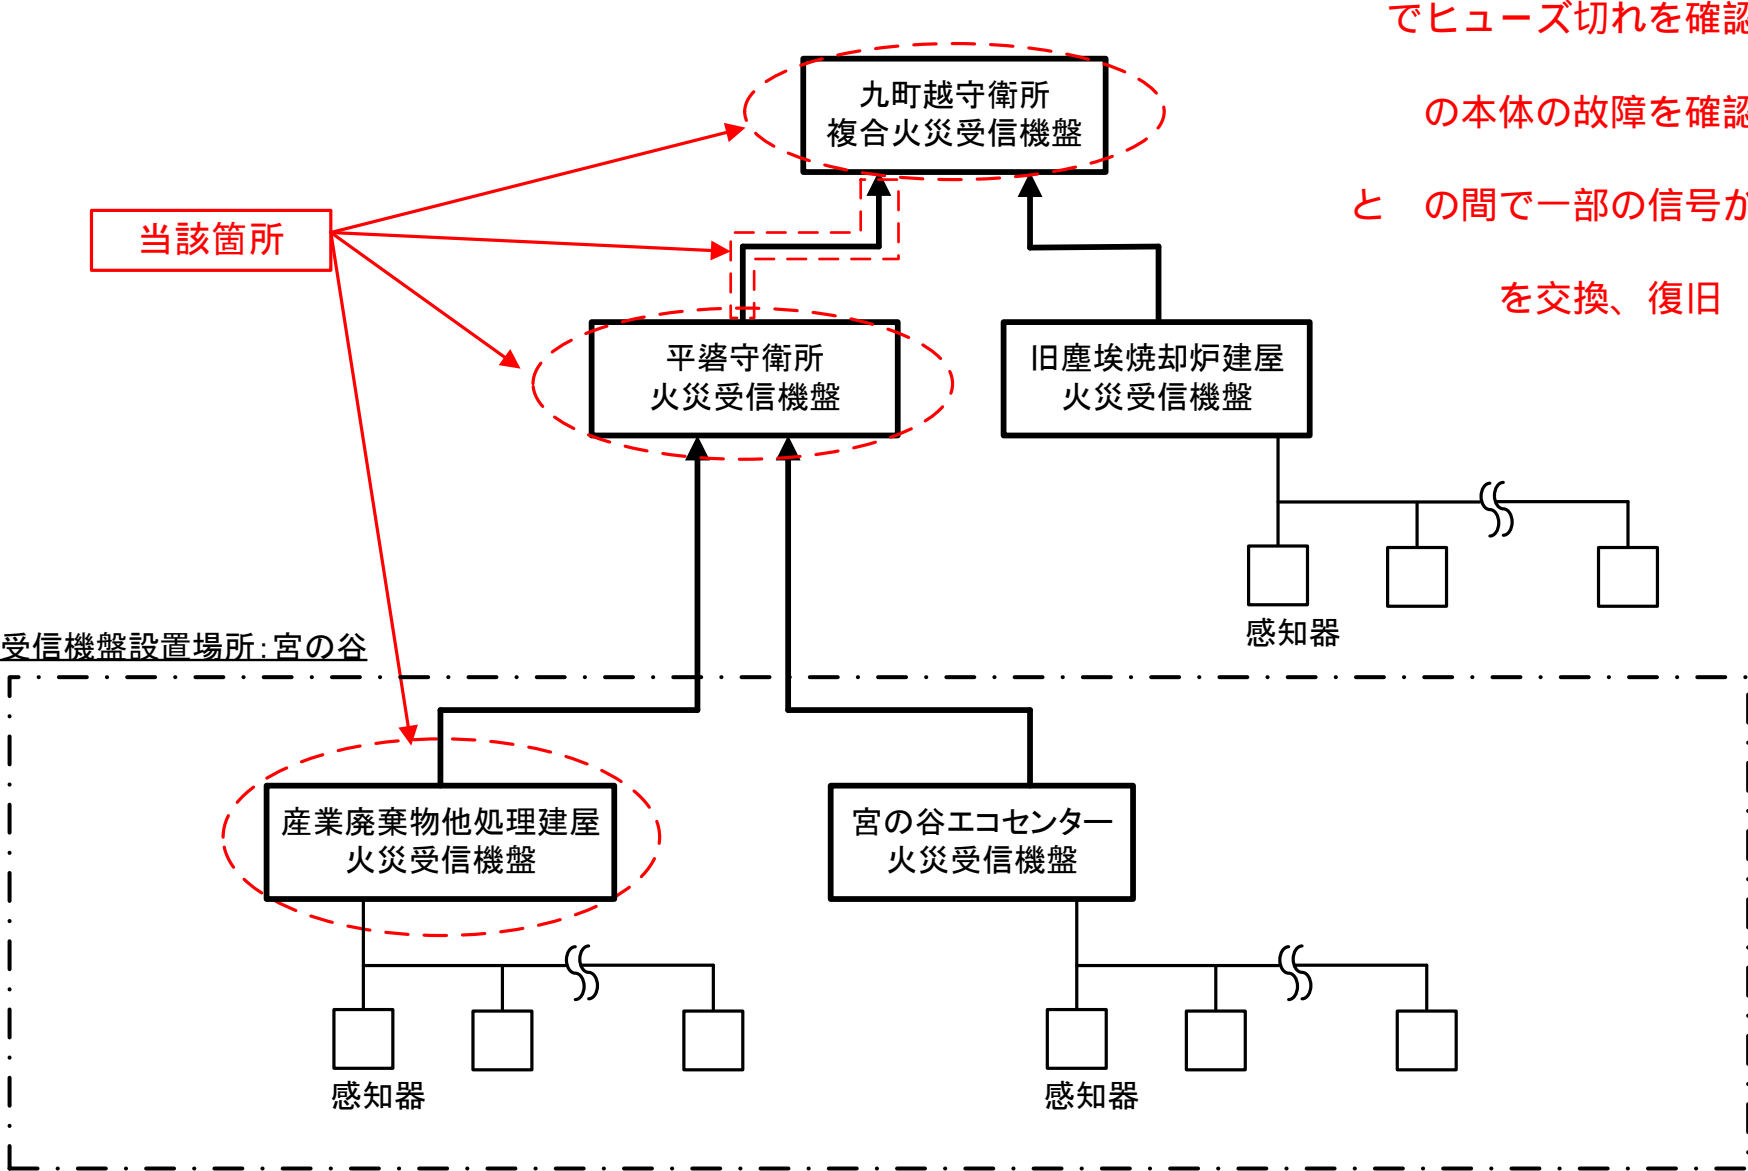 でヒューズ切れを確認
の本体の故障を確認
と　の間で一部の信号が
を交換、復旧
九町越守衛所
複合火災受信機盤
当該箇所
平碆守衛所
火災受信機盤
旧塵埃焼却炉建屋
火災受信機盤
感知器
受信機盤設置場所：宮の谷
産業廃棄物他処理建屋
火災受信機盤
宮の谷エコセンター
火災受信機盤
感知器
感知器